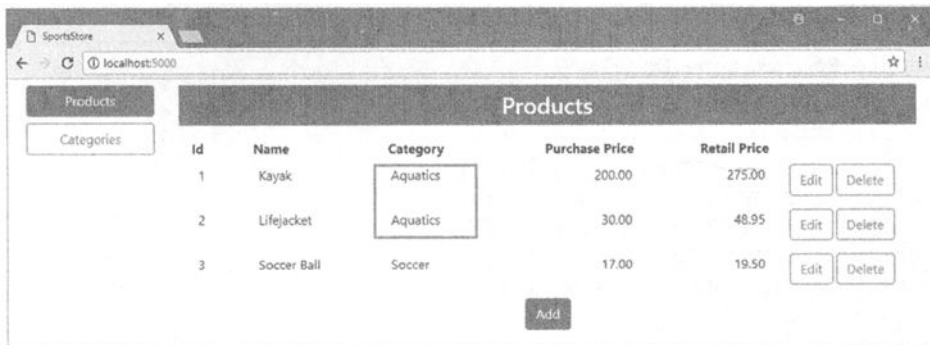 SportsStore
localhost:5000
Products
Categories
Products
Id Name Category Purchase Price Retail Price
1 Kayak Aquatics 200.00 275.00 Edit Delete
2 Lifejacket Aquatics 30.00 48.95 Edit Delete
3 Soccer Ball Soccer 17.00 19.50 Edit Delete
Add